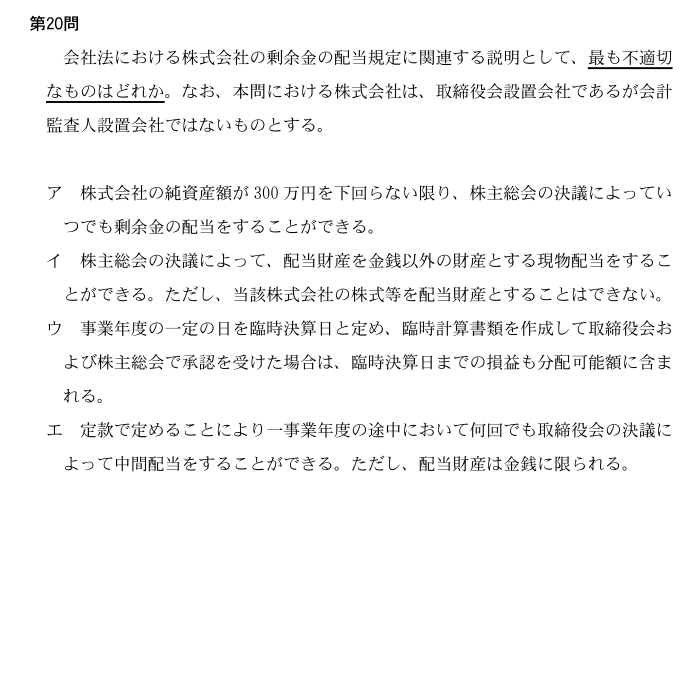 第20問
会社法における株式会社の剰余金の配当規定に関連する説明として、最も不適切
なものはどれか。なお、本問における株式会社は、取締役会設置会社であるが会計
監査人設置会社ではないものとする。
ア　株式会社の純資産額が 300 万円を下回らない限り、株主総会の決議によってい
つでも剰余金の配当をすることができる。
イ　株主総会の決議によって、配当財産を金銭以外の財産とする現物配当をするこ
とができる。ただし、当該株式会社の株式等を配当財産とすることはできない。
ウ　事業年度の一定の日を臨時決算日と定め、臨時計算書類を作成して取締役会お
よび株主総会で承認を受けた場合は、臨時決算日までの損益も分配可能額に含ま
れる。
エ　定款で定めることにより一事業年度の途中において何回でも取締役会の決議に
よって中間配当をすることができる。ただし、配当財産は金銭に限られる。